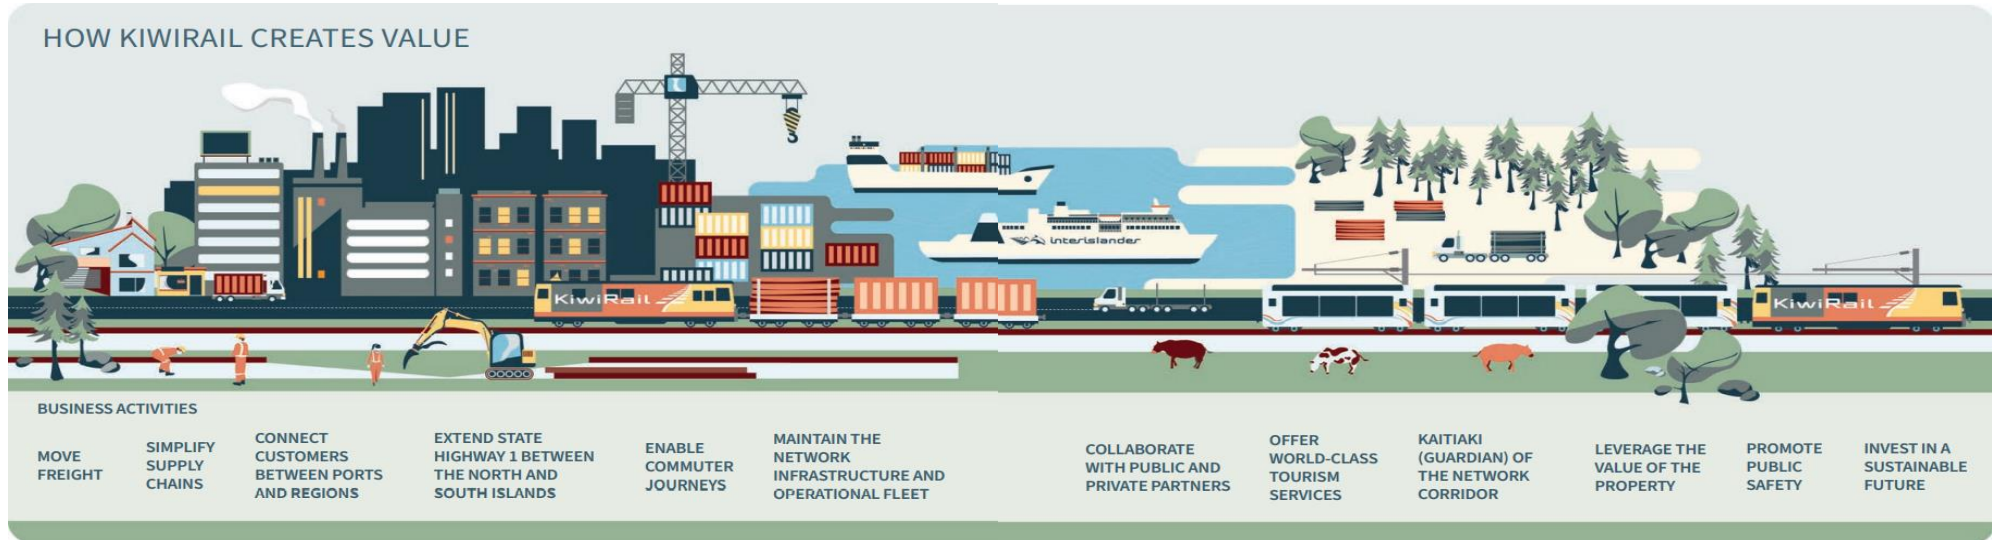 HOW KIWIRAIL CREATES VALUE
interislander
KiwiRail
KiwiRail
BUSINESS ACTIVITIES
MOVE
FREIGHT
SIMPLIFY
SUPPLY
CHAINS
CONNECT
CUSTOMERS
BETWEEN PORTS
AND REGIONS
EXTEND STATE
HIGHWAY 1 BETWEEN
THE NORTH AND
SOUTH ISLANDS
ENABLE
COMMUTER
JOURNEYS
MAINTAIN THE
NETWORK
INFRASTRUCTURE AND
OPERATIONAL FLEET
COLLABORATE
WITH PUBLIC AND
PRIVATE PARTNERS
OFFER
WORLD-CLASS
TOURISM
SERVICES
KAITIAKI
(GUARDIAN) OF
THE NETWORK
CORRIDOR
LEVERAGE THE
VALUE OF THE
PROPERTY
PROMOTE
PUBLIC
SAFETY
INVEST IN A
SUSTAINABLE
FUTURE